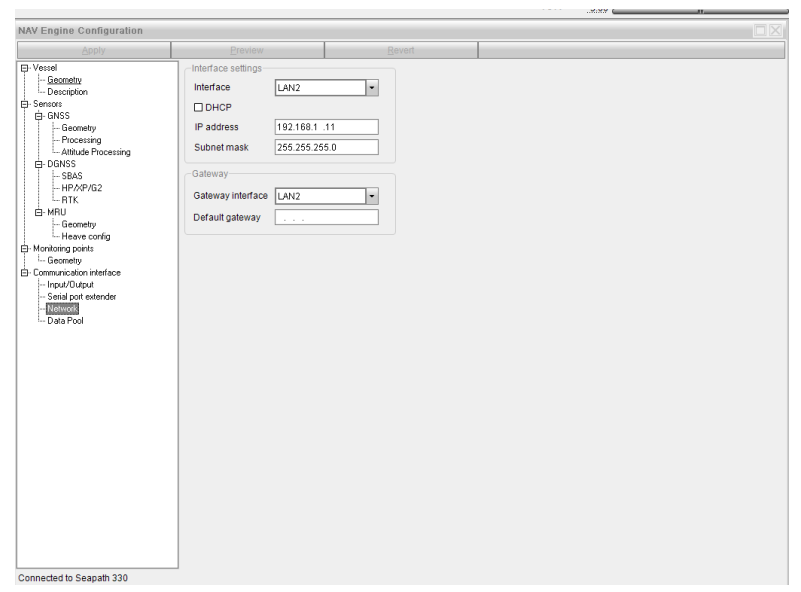 NAV Engine Configuration
Apply Preview Revert
Vessel
Geometry
Description
Sensors
GNSS
Geometry
Processing
Attitude Processing
DGNSS
SBAS
HP/XP/G2
RTK
MRU
Geometry
Heave config
Monitoring points
Geometry
Communication interface
Input/Output
Serial port extender
Network
Data Pool
Interface settings
Interface LAN2
DHCP
IP address 192.168.1 .11
Subnet mask 255.255.255.0
Gateway
Gateway interface LAN2
Default gateway . . .
Connected to Seapath 330